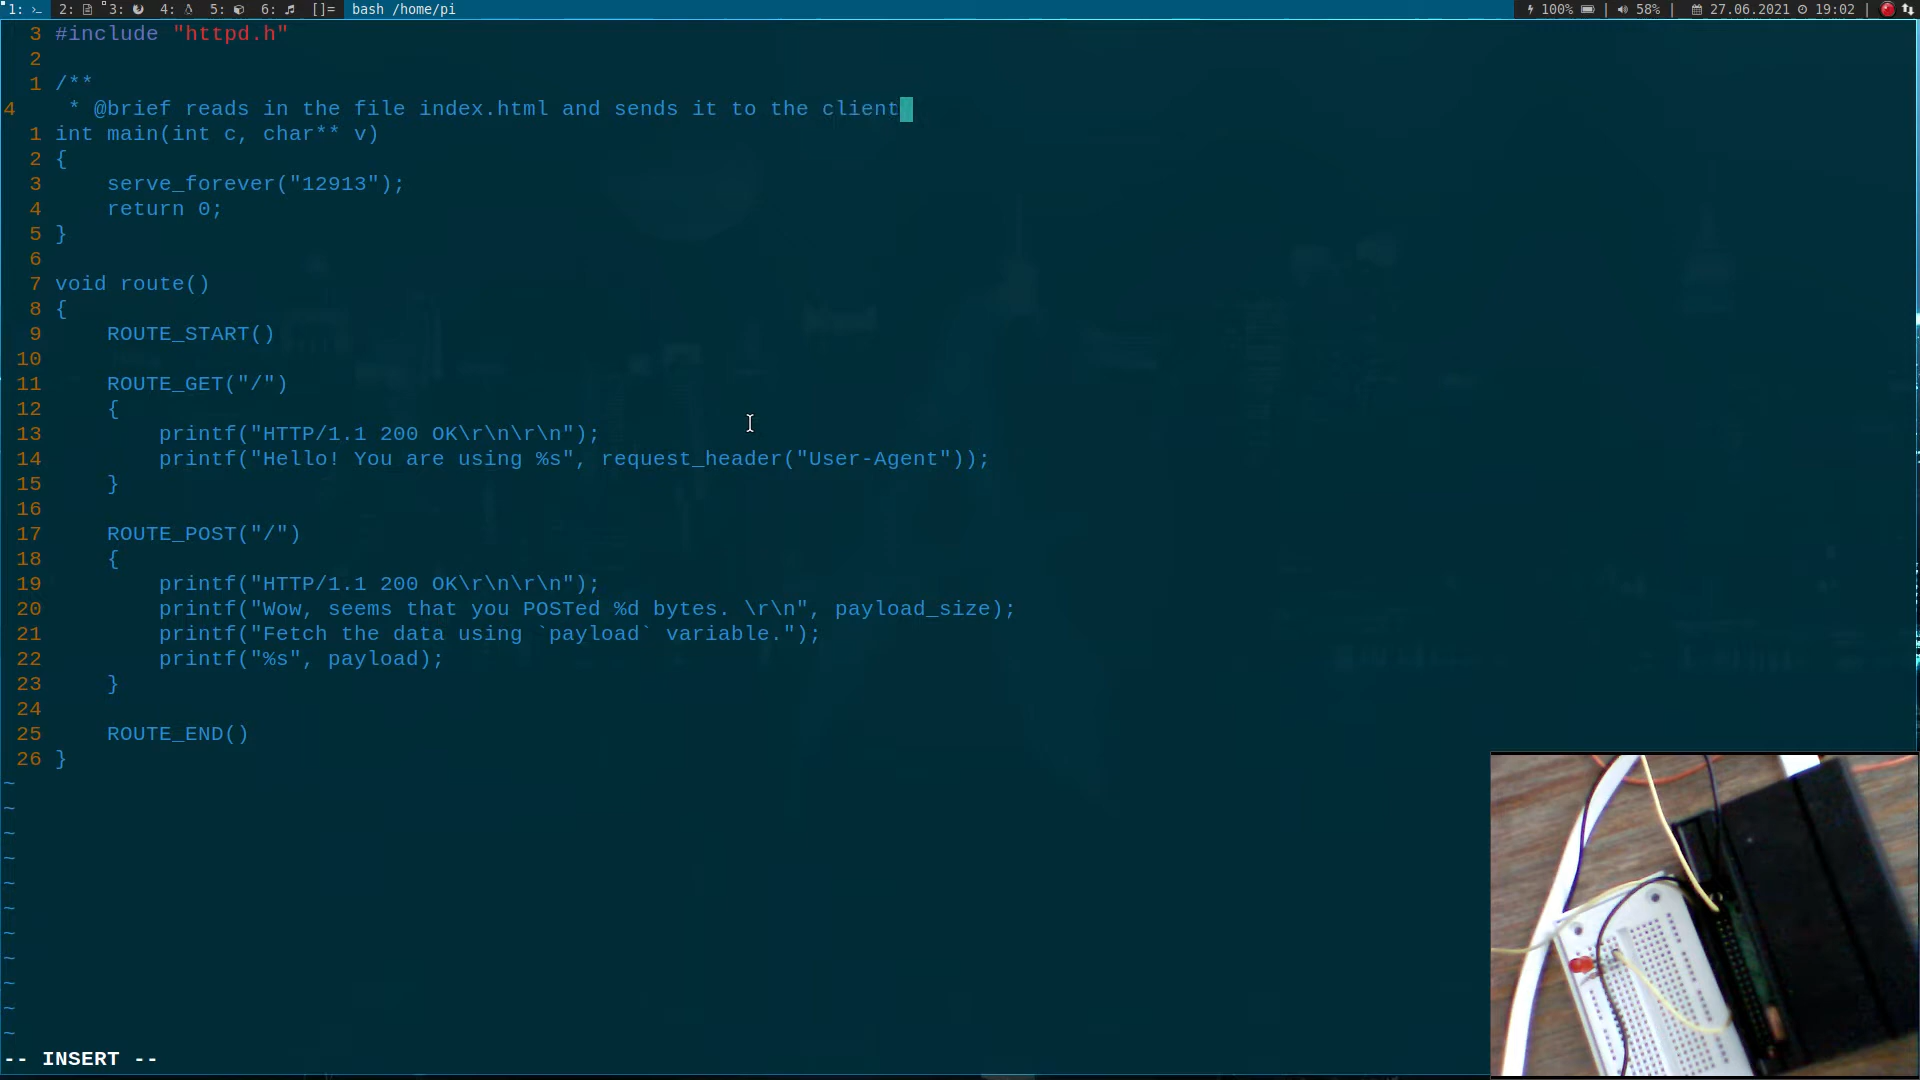 1: 2: 3: 4: 5: 6: []= bash /home/pi 100% | 58% | 27.06.2021 19:02 |
3 #include "httpd.h"
2
1 /**
4 * @brief reads in the file index.html and sends it to the client
1 int main(int c, char** v)
2 {
3 serve_forever("12913");
4 return 0;
5 }
6
7 void route()
8 {
9 ROUTE_START()
10
11 ROUTE_GET("/")
12 {
13 printf("HTTP/1.1 200 OK\r\n\r\n");
14 printf("Hello! You are using %s", request_header("User-Agent"));
15 }
16
17 ROUTE_POST("/")
18 {
19 printf("HTTP/1.1 200 OK\r\n\r\n");
20 printf("Wow, seems that you POSTed %d bytes. \r\n", payload_size);
21 printf("Fetch the data using `payload` variable.");
22 printf("%s", payload);
23 }
24
25 ROUTE_END()
26 }
~
~
~
~
~
~
~
~
~
~
~
-- INSERT --